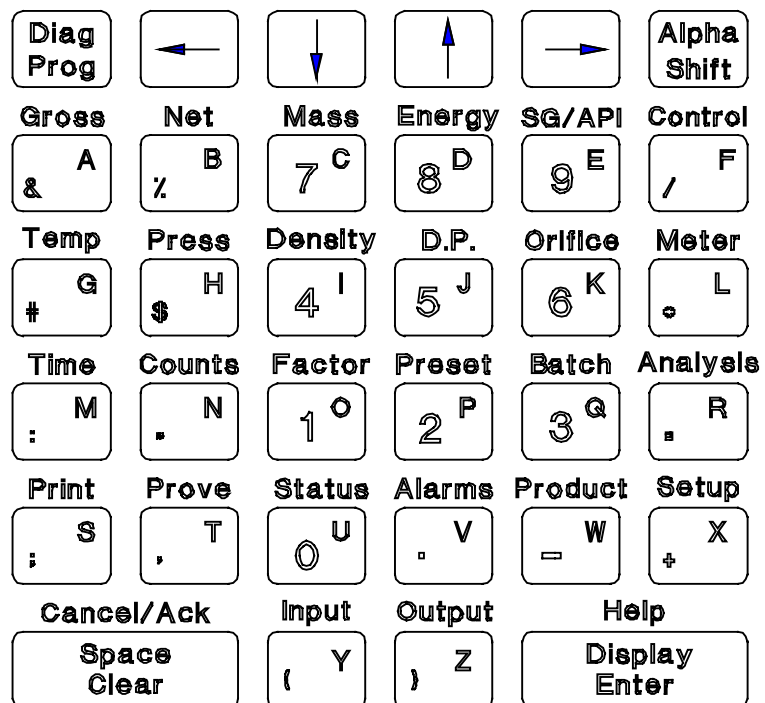 Diag
Prog
Alpha
Shift
Gross Net Mass Energy SG/API Control
& A % B 7 C 8 D 9 E / F
Temp Press Density D.P. Orifice Meter
# G $ H 4 I 5 J 6 K L
Time Counts Factor Preset Batch Analysis
: M N 1 O 2 P 3 Q R
Print Prove Status Alarms Product Setup
; S , T 0 U . V - W + X
Cancel/Ack Input Output Help
Space
Clear
( Y ) Z
Display
Enter